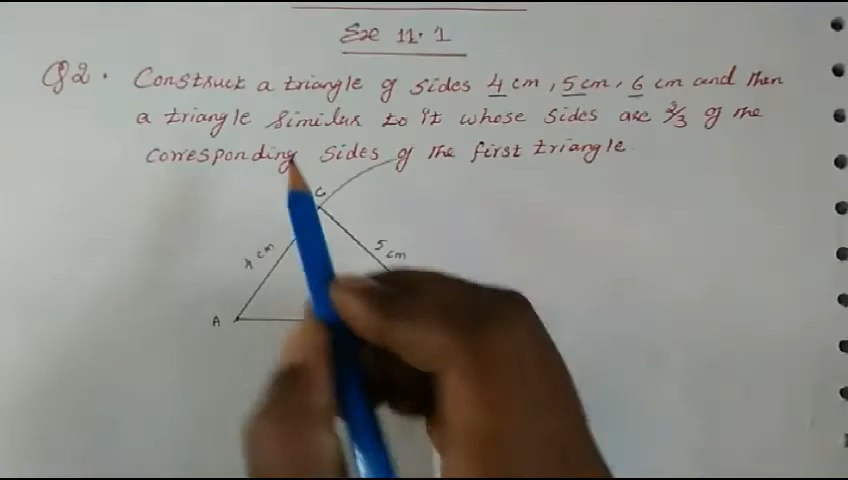 Exe 11.1
Q2. Construct a triangle of sides 4 cm, 5 cm, 6 cm and then
a triangle similar to it whose sides are 2/3 of the
corresponding sides of the first triangle.
C
4 cm
5 cm
A